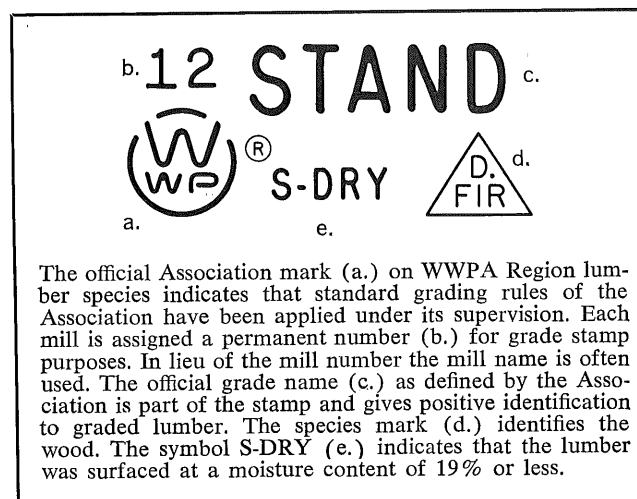 b. 12 STAND c.
WWP ® S-DRY D. FIR d.
a. e.
The official Association mark (a.) on WWPA Region lum-
ber species indicates that standard grading rules of the
Association have been applied under its supervision. Each
mill is assigned a permanent number (b.) for grade stamp
purposes. In lieu of the mill number the mill name is often
used. The official grade name (c.) as defined by the Asso-
ciation is part of the stamp and gives positive identification
to graded lumber. The species mark (d.) identifies the
wood. The symbol S-DRY (e.) indicates that the lumber
was surfaced at a moisture content of 19% or less.